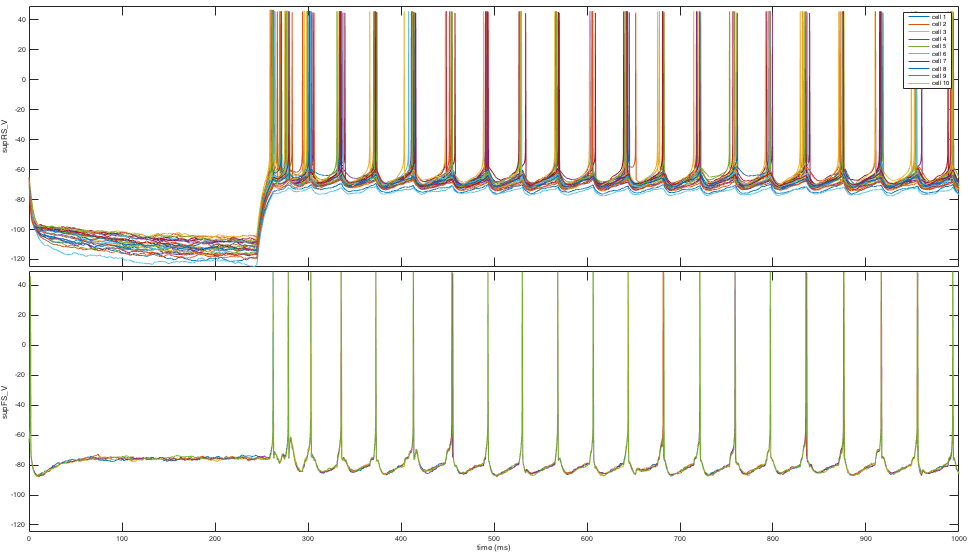 40
20
0
-20
-40
-60
-80
-100
-120
supRS_V
cell 1
cell 2
cell 3
cell 4
cell 5
cell 6
cell 7
cell 8
cell 9
cell 10
40
20
0
-20
-40
-60
-80
-100
-120
supFS_V
0 100 200 300 400 500 600 700 800 900 1000
time (ms)